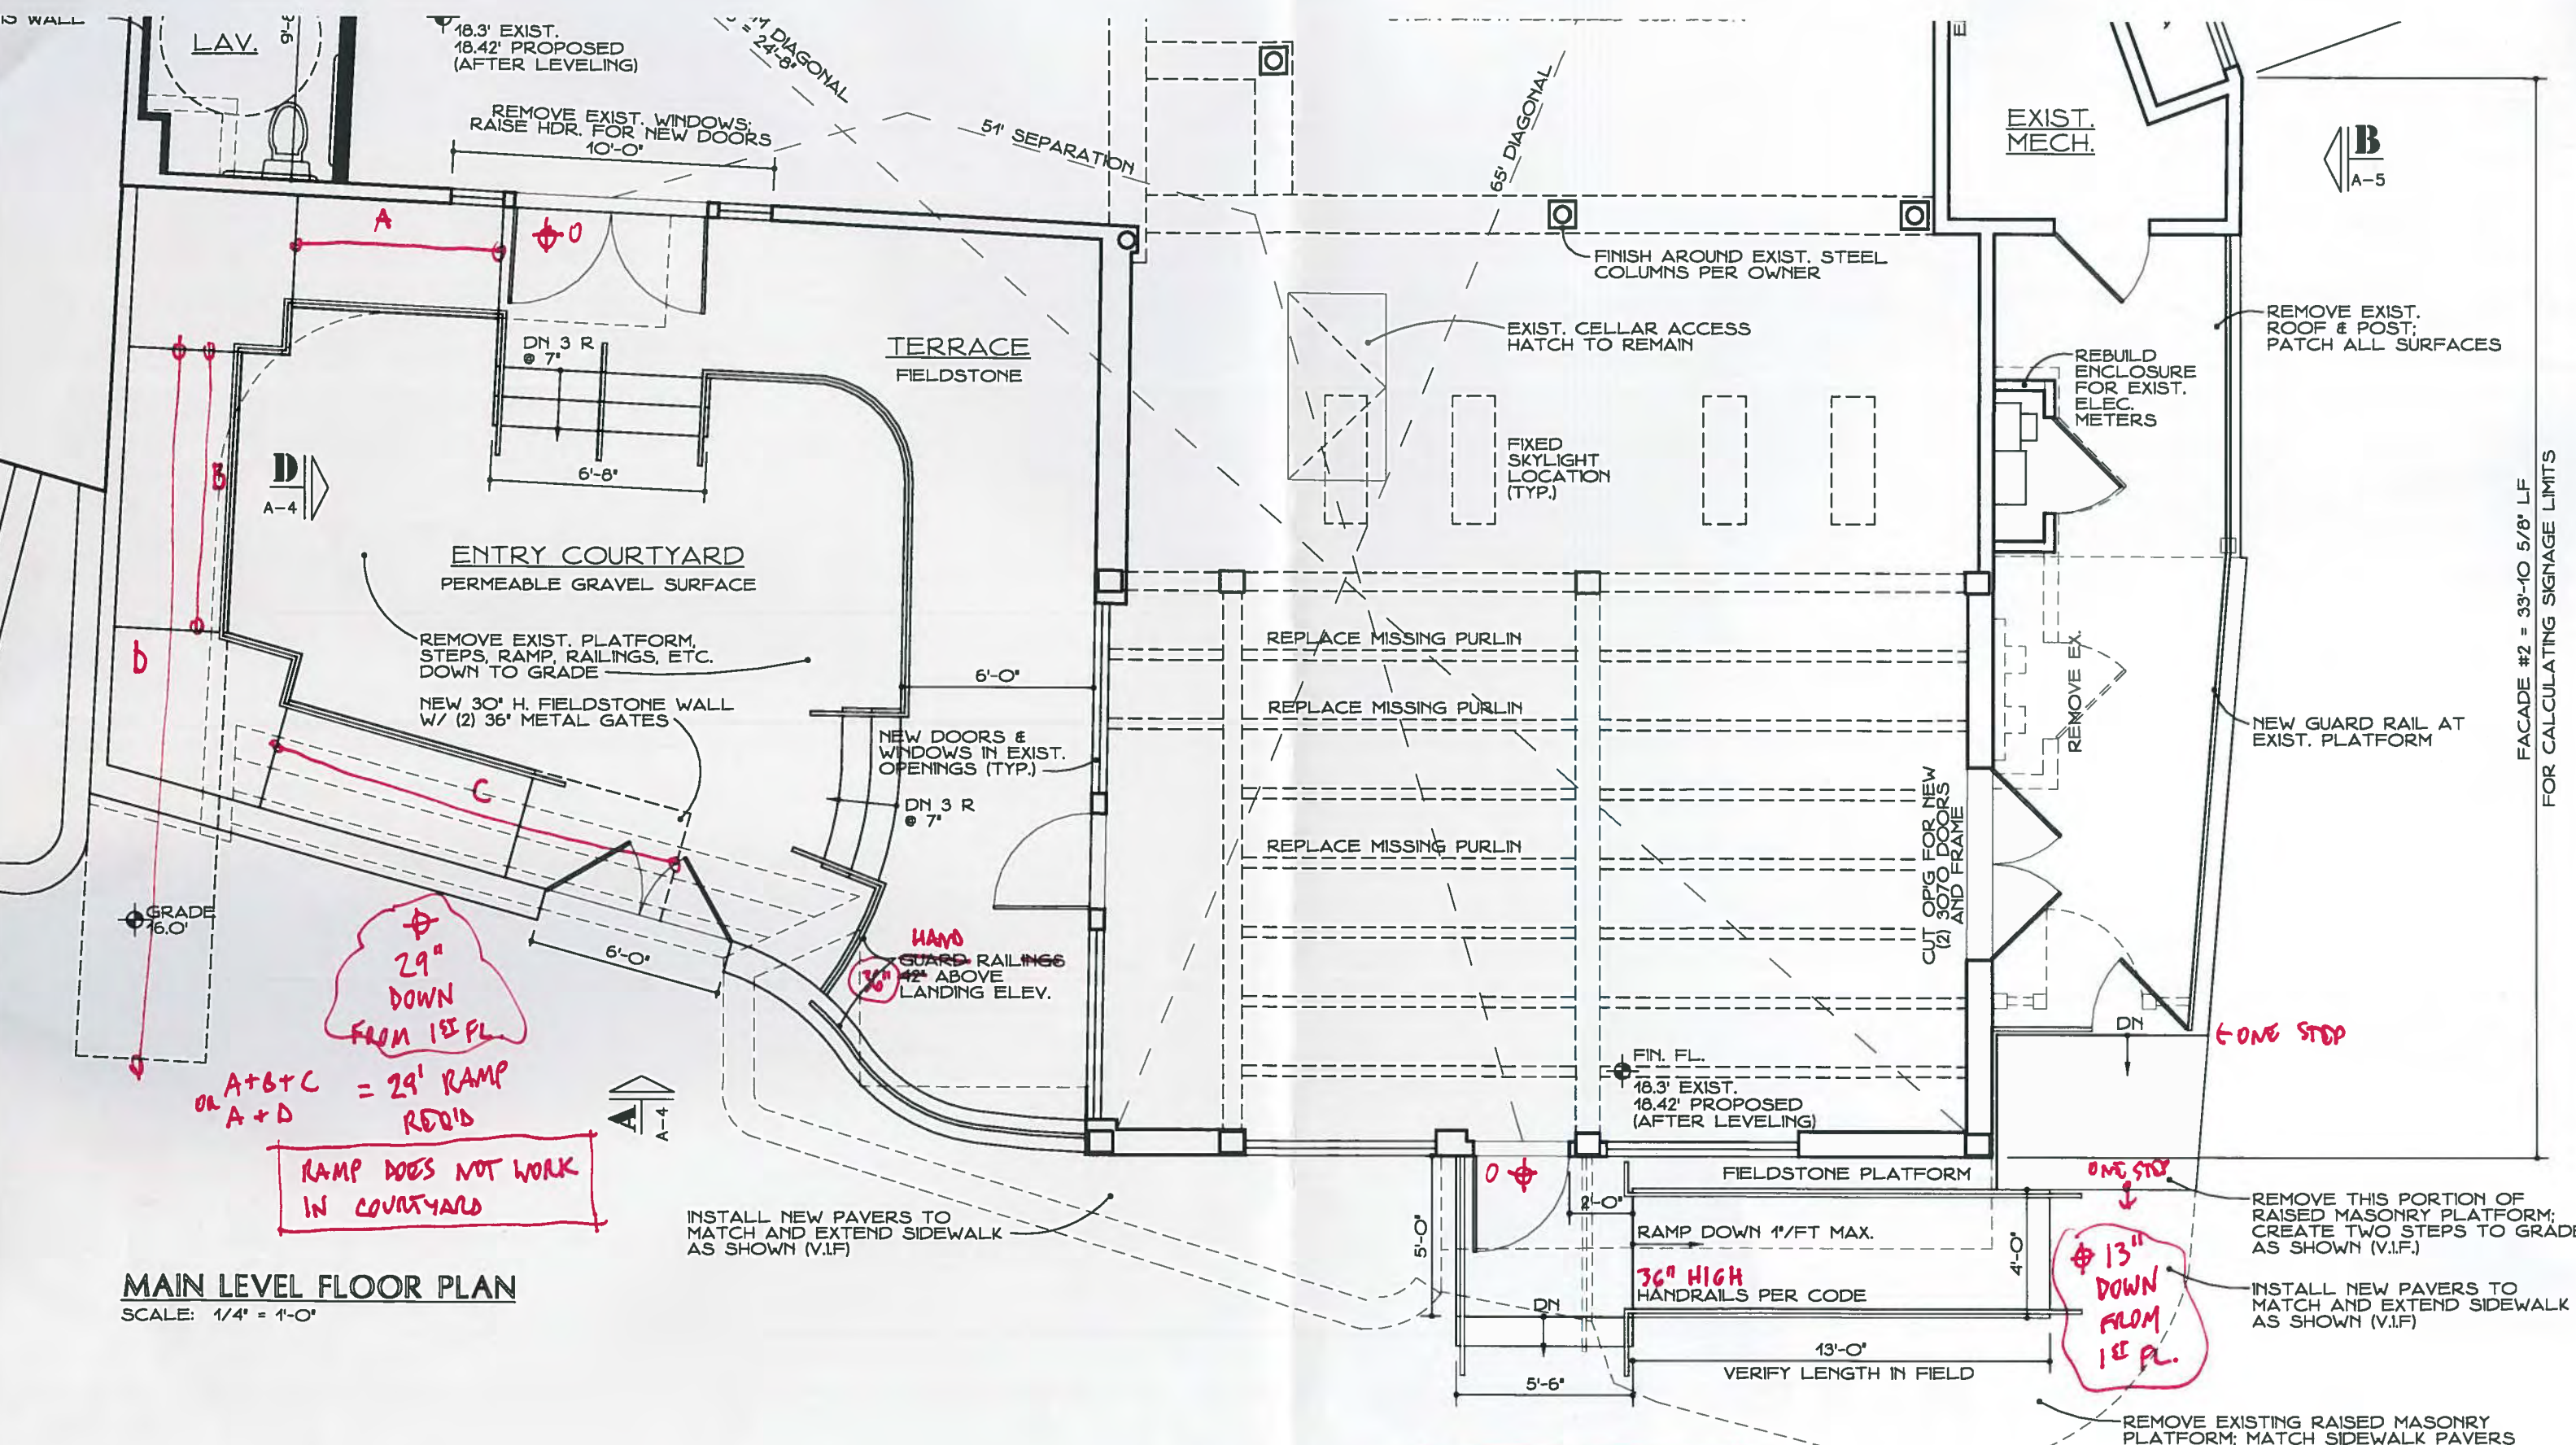 IS WALL
LAV.
18.3' EXIST.
18.42' PROPOSED
(AFTER LEVELING)
DIAGONAL
= 24'-8"
REMOVE EXIST. WINDOWS;
RAISE HDR. FOR NEW DOORS
10'-0"
51' SEPARATION
65' DIAGONAL
EXIST.
MECH.
B
A-5
A
0
FINISH AROUND EXIST. STEEL
COLUMNS PER OWNER
DN 3 R
@ 7"
TERRACE
FIELDSTONE
EXIST. CELLAR ACCESS
HATCH TO REMAIN
REMOVE EXIST.
ROOF & POST;
PATCH ALL SURFACES
REBUILD
ENCLOSURE
FOR EXIST.
ELEC.
METERS
B
D
A-4
6'-8"
FIXED
SKYLIGHT
LOCATION
(TYP.)
FACADE #2 = 33'-10 5/8" LF
FOR CALCULATING SIGNAGE LIMITS
ENTRY COURTYARD
PERMEABLE GRAVEL SURFACE
D
REMOVE EXIST. PLATFORM,
STEPS, RAMP, RAILINGS, ETC.
DOWN TO GRADE
6'-0"
REPLACE MISSING PURLIN
REMOVE EX.
NEW 30" H. FIELDSTONE WALL
W/ (2) 36" METAL GATES
REPLACE MISSING PURLIN
NEW GUARD RAIL AT
EXIST. PLATFORM
NEW DOORS &
WINDOWS IN EXIST.
OPENINGS (TYP.)
C
DN 3 R
@ 7"
REPLACE MISSING PURLIN
CUT OP'G FOR NEW
(2) 3070 DOORS
AND FRAME
GRADE
16.0'
6'-0"
29"
DOWN
FROM 1ST FL.
HAND
GUARD RAILINGS
36" 42" ABOVE
LANDING ELEV.
DN
ONE STEP
FIN. FL.
18.3' EXIST.
18.42' PROPOSED
(AFTER LEVELING)
OR A+B+C = 29' RAMP
A+D REQ'D
A
A-4
RAMP DOES NOT WORK
IN COURTYARD
0
FIELDSTONE PLATFORM
ONE STEP
2'-0"
5'-0"
RAMP DOWN 1"/FT MAX.
4'-0"
REMOVE THIS PORTION OF
RAISED MASONRY PLATFORM;
CREATE TWO STEPS TO GRADE
AS SHOWN (V.I.F.)
INSTALL NEW PAVERS TO
MATCH AND EXTEND SIDEWALK
AS SHOWN (V.I.F)
36" HIGH
HANDRAILS PER CODE
13"
DOWN
FROM
1ST FL.
INSTALL NEW PAVERS TO
MATCH AND EXTEND SIDEWALK
AS SHOWN (V.I.F)
MAIN LEVEL FLOOR PLAN
SCALE: 1/4" = 1'-0"
DN
13'-0"
VERIFY LENGTH IN FIELD
5'-6"
REMOVE EXISTING RAISED MASONRY
PLATFORM; MATCH SIDEWALK PAVERS